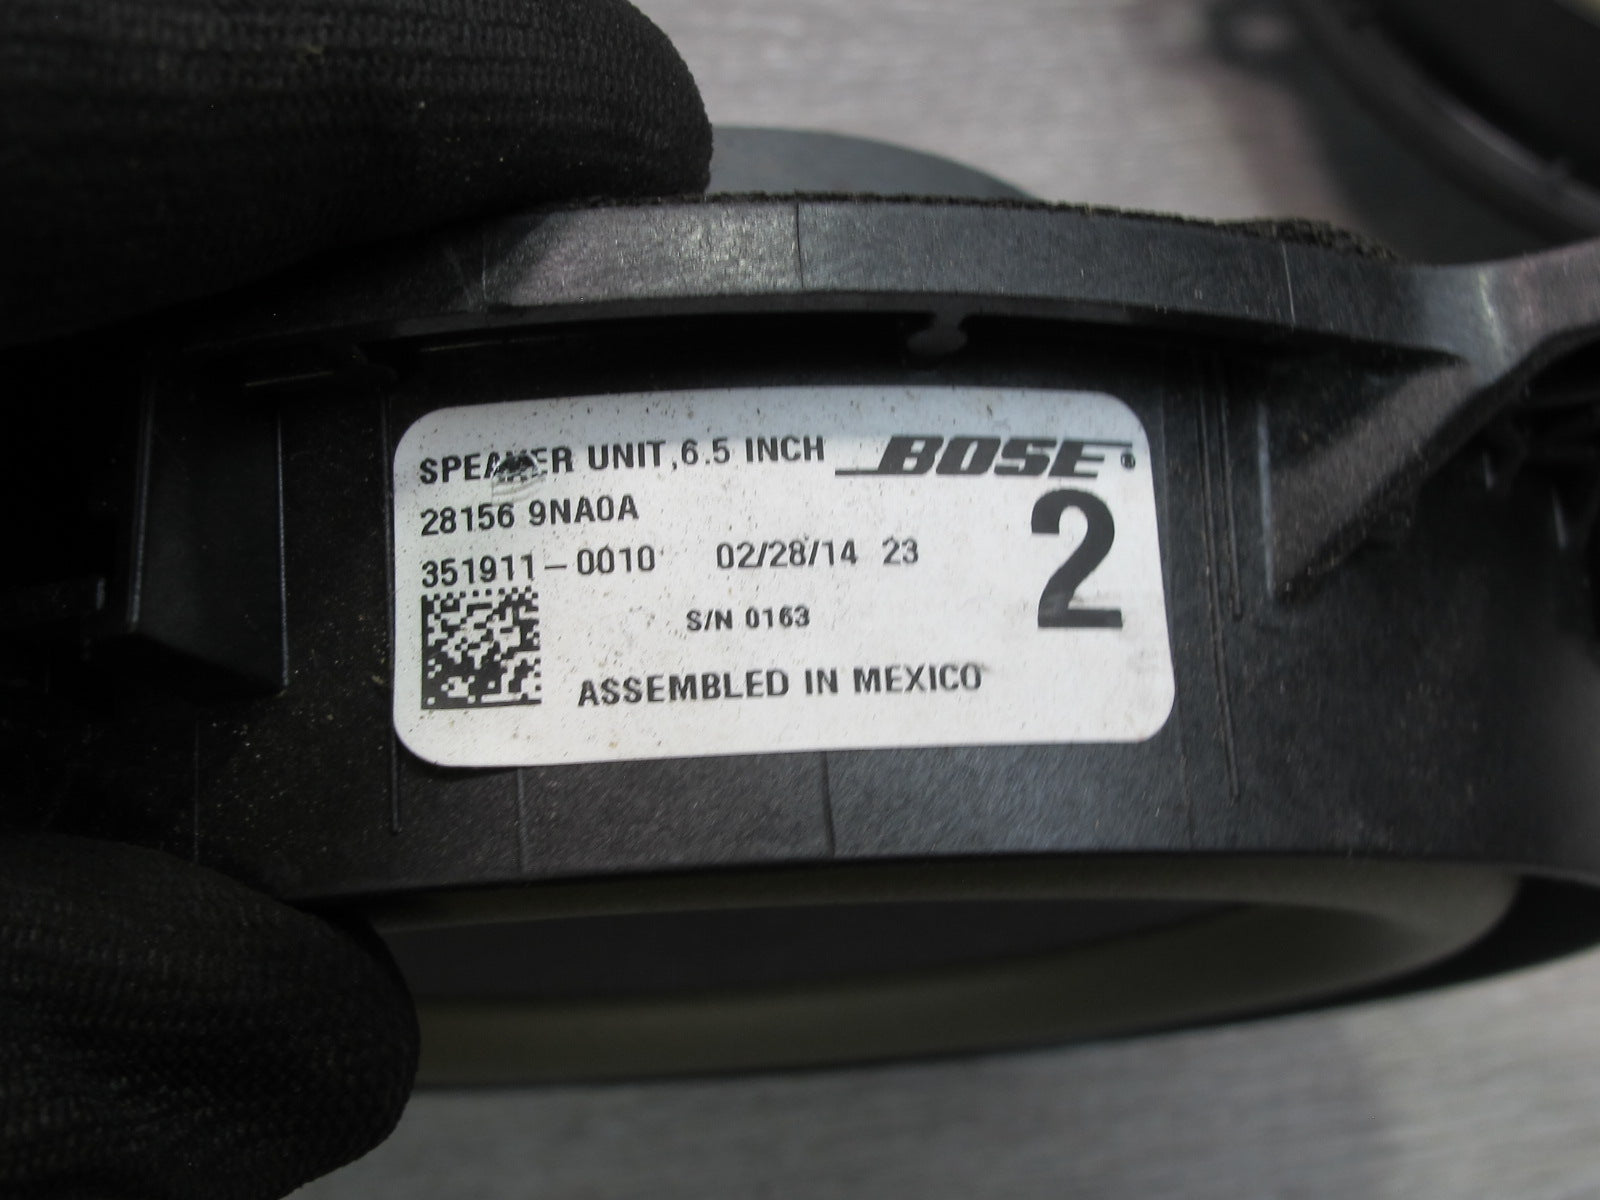 SPEAKER UNIT,6.5 INCH BOSE®
28156 9NA0A 2
351911-0010 02/28/14 23
S/N 0163
ASSEMBLED IN MEXICO